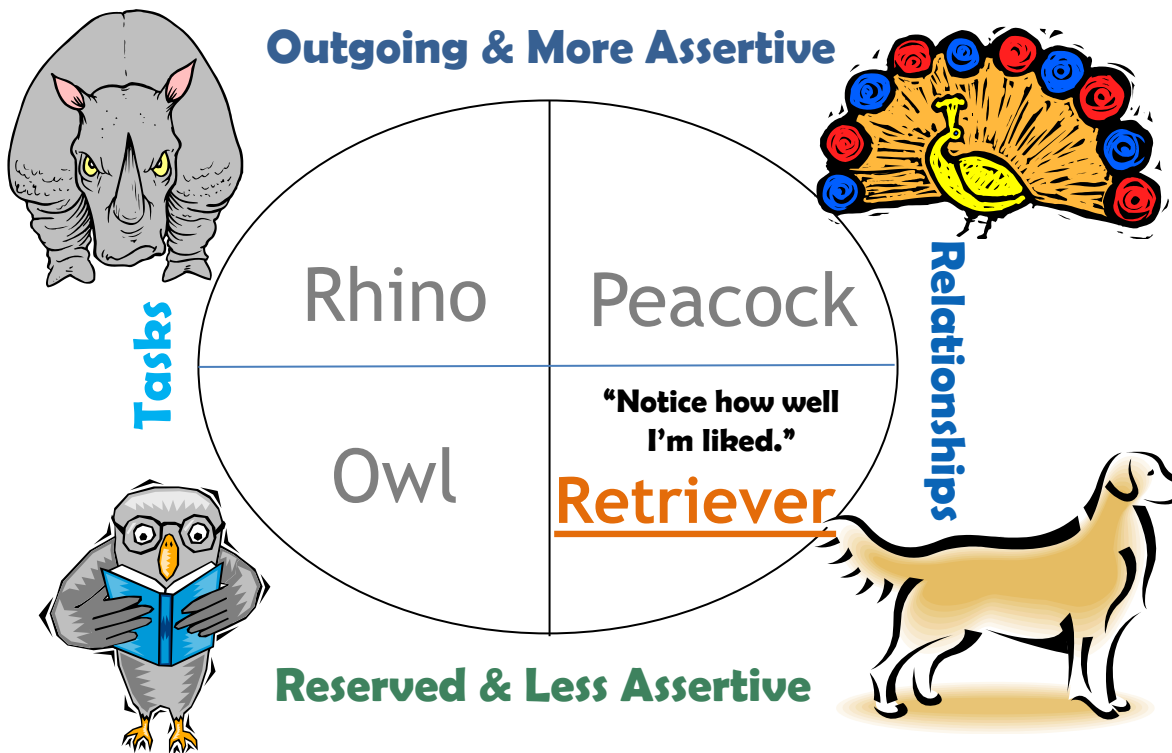 Outgoing & More Assertive
Rhino
Peacock
Tasks
Relationships
“Notice how well
I’m liked.”
Owl
Retriever
Reserved & Less Assertive